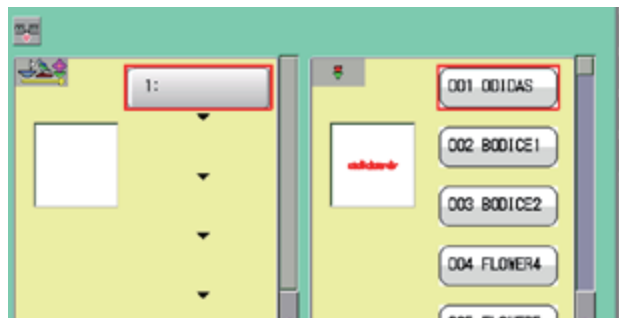 1:
001 ODIDAS
002 BODICE1
003 BODICE2
004 FLOWER4